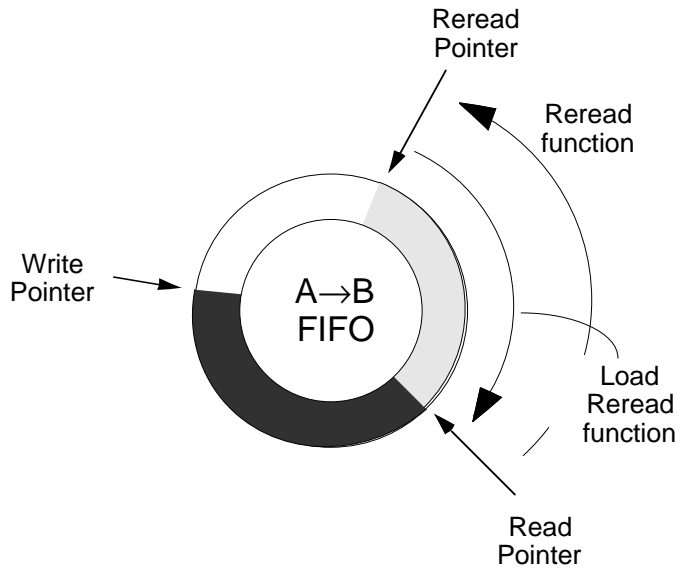 Reread
Pointer
Reread
function
Write
Pointer
A→B
FIFO
Load
Reread
function
Read
Pointer